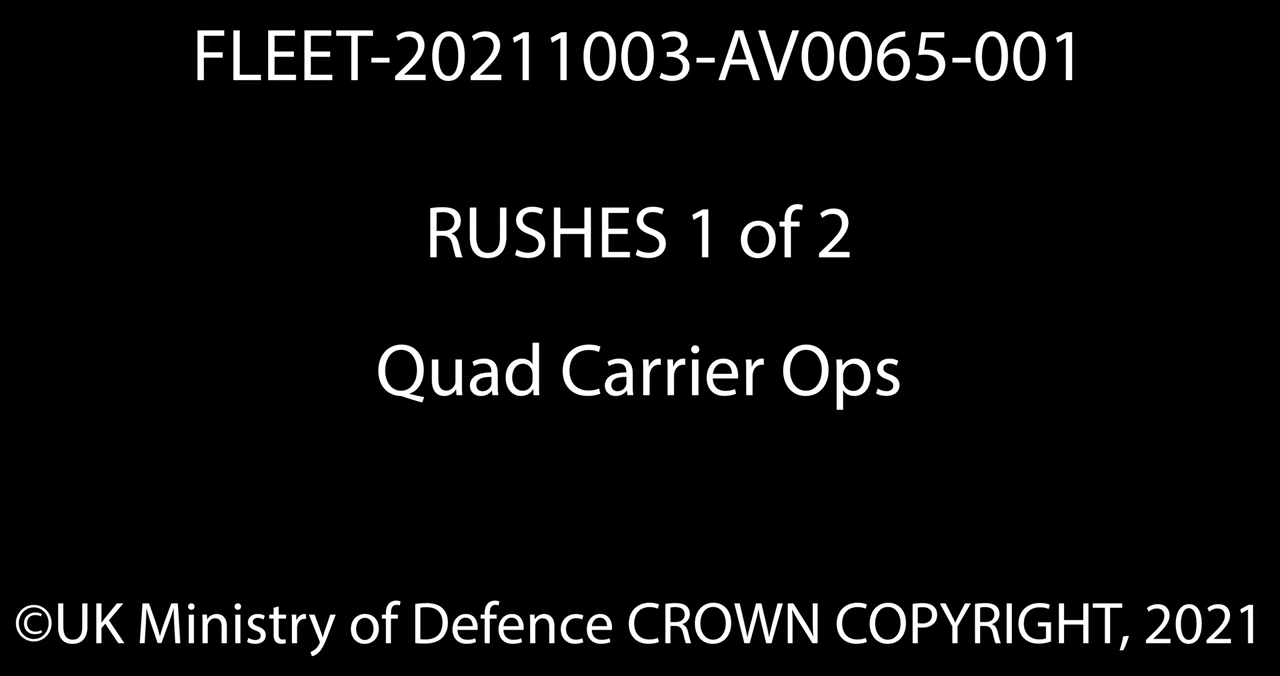 FLEET-20211003-AV0065-001
RUSHES 1 of 2
Quad Carrier Ops
©UK Ministry of Defence CROWN COPYRIGHT, 2021